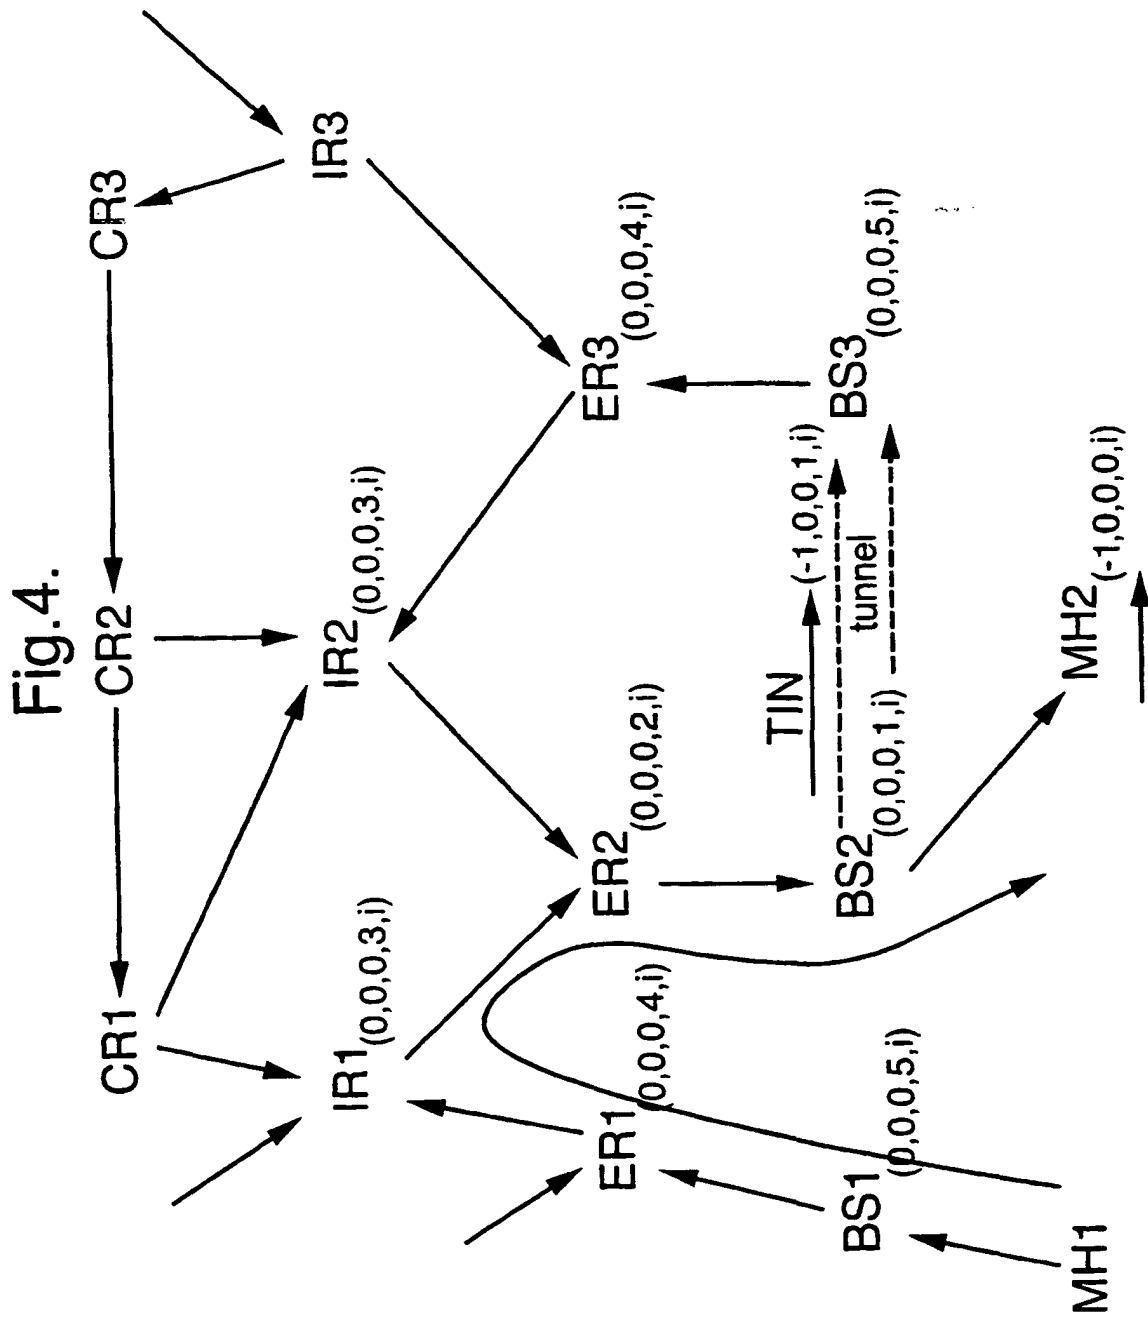 Fig.4.
CR1
CR2
CR3
IR1(0,0,0,3,i)
IR2(0,0,0,3,i)
IR3
ER1(0,0,0,4,i)
ER2(0,0,0,2,i)
ER3(0,0,0,4,i)
TIN
(-1,0,0,1,i)
tunnel
BS1(0,0,0,5,i)
BS2(0,0,0,1,i)
BS3(0,0,0,5,i)
MH1
MH2(-1,0,0,0,i)